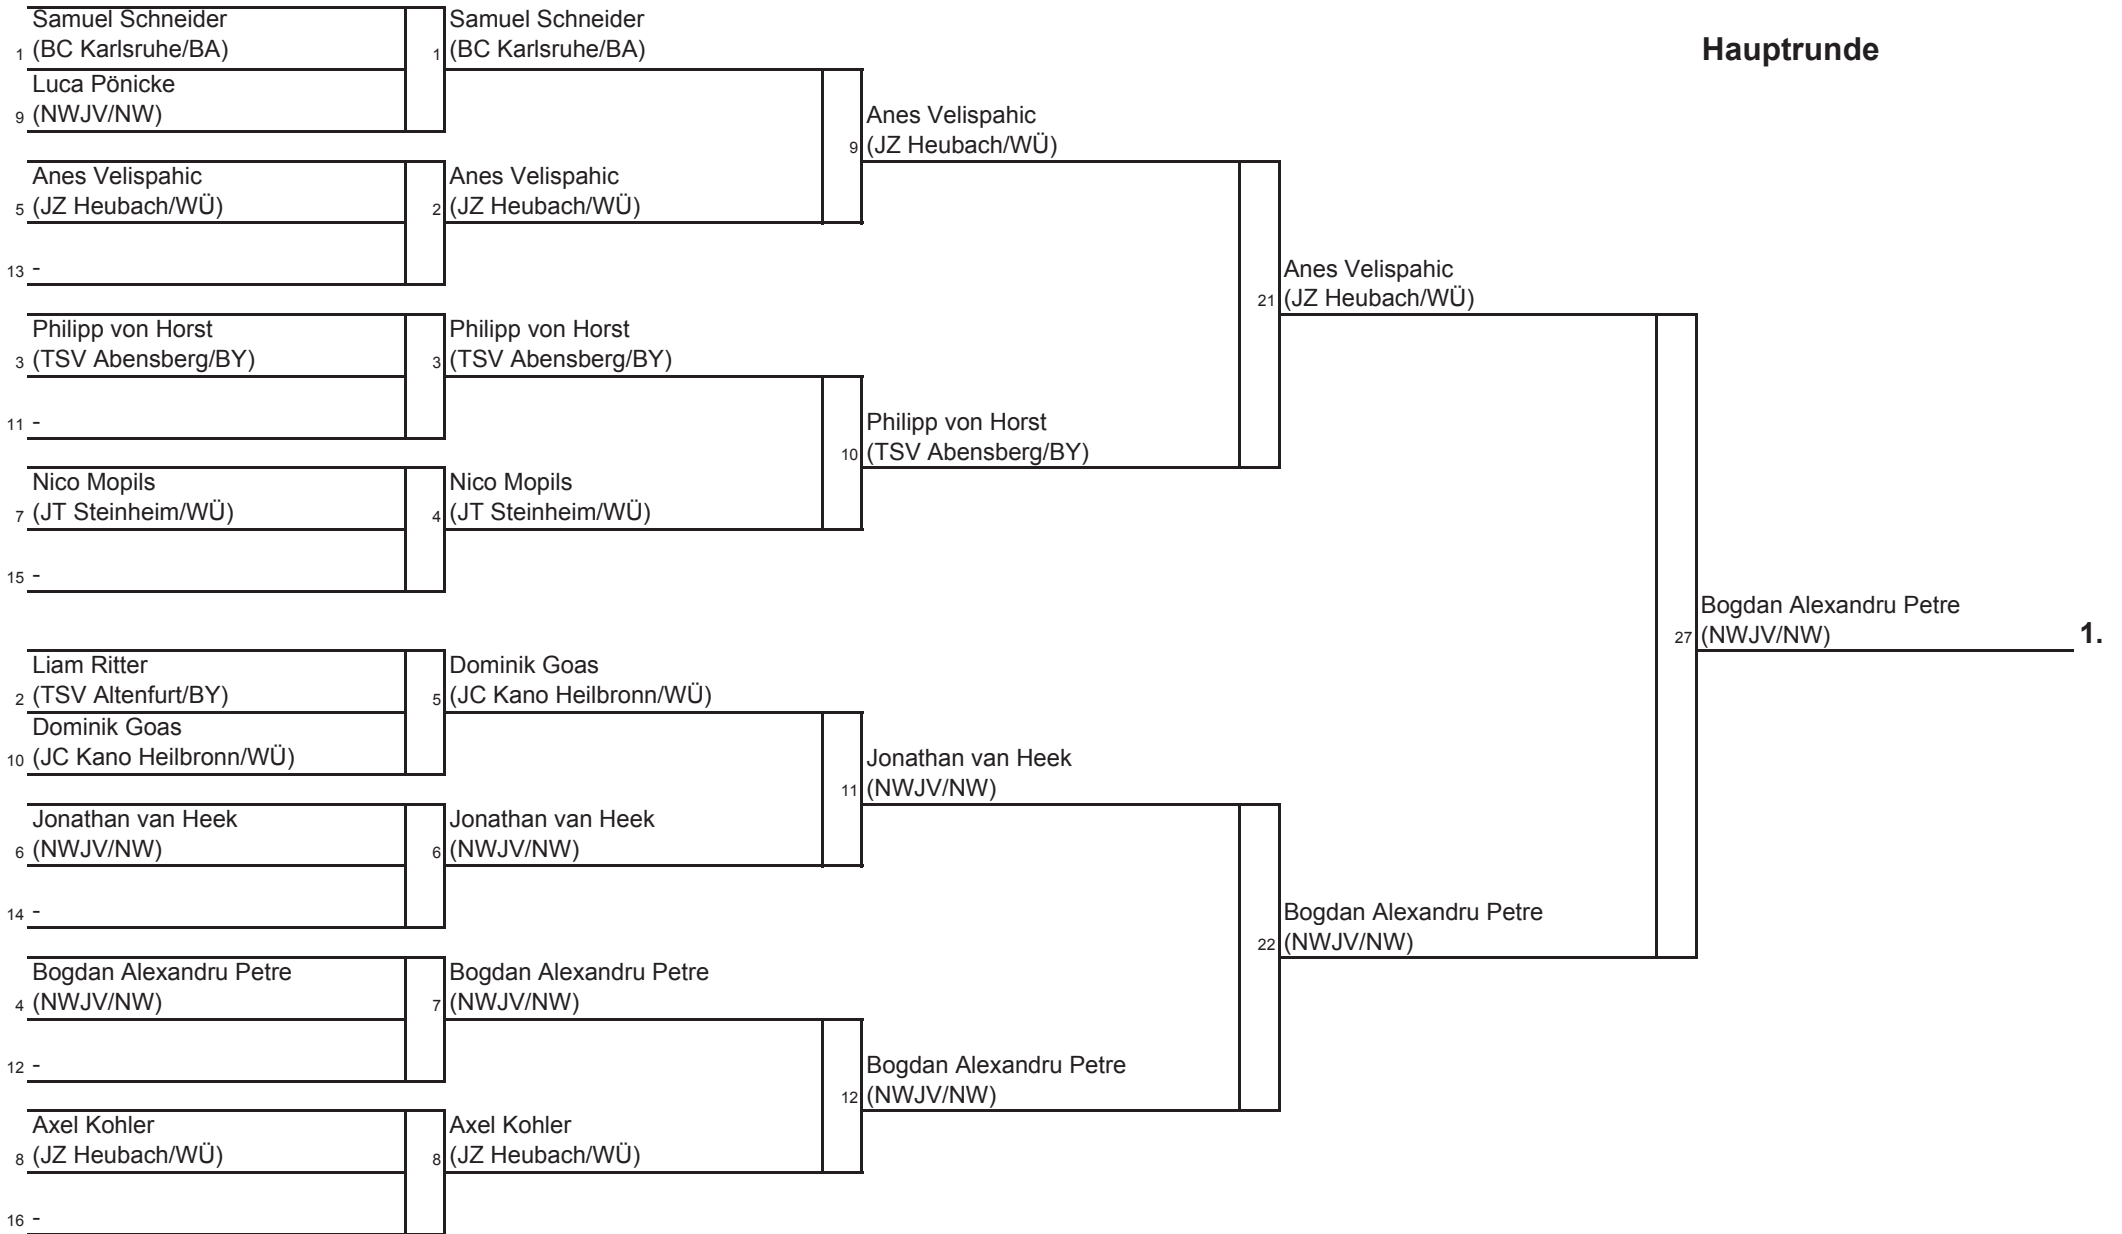 Hauptrunde
Samuel Schneider
1 (BC Karlsruhe/BA)
Luca Pönicke
9 (NWJV/NW)
Anes Velispahic
5 (JZ Heubach/WÜ)
13 -
Philipp von Horst
3 (TSV Abensberg/BY)
11 -
Nico Mopils
7 (JT Steinheim/WÜ)
15 -
Liam Ritter
2 (TSV Altenfurt/BY)
Dominik Goas
10 (JC Kano Heilbronn/WÜ)
Jonathan van Heek
6 (NWJV/NW)
14 -
Bogdan Alexandru Petre
4 (NWJV/NW)
12 -
Axel Kohler
8 (JZ Heubach/WÜ)
16 -
Samuel Schneider
1 (BC Karlsruhe/BA)
Anes Velispahic
2 (JZ Heubach/WÜ)
Philipp von Horst
3 (TSV Abensberg/BY)
Nico Mopils
4 (JT Steinheim/WÜ)
Dominik Goas
5 (JC Kano Heilbronn/WÜ)
Jonathan van Heek
6 (NWJV/NW)
Bogdan Alexandru Petre
7 (NWJV/NW)
Axel Kohler
8 (JZ Heubach/WÜ)
Anes Velispahic
9 (JZ Heubach/WÜ)
Philipp von Horst
10 (TSV Abensberg/BY)
Jonathan van Heek
11 (NWJV/NW)
Bogdan Alexandru Petre
12 (NWJV/NW)
Anes Velispahic
21 (JZ Heubach/WÜ)
Bogdan Alexandru Petre
22 (NWJV/NW)
Bogdan Alexandru Petre
27 (NWJV/NW) 1.